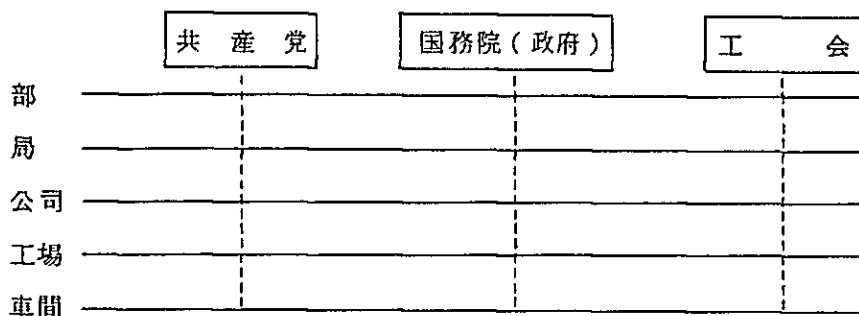 共産党 国務院(政府) 工会
部
局
公司
工場
車間